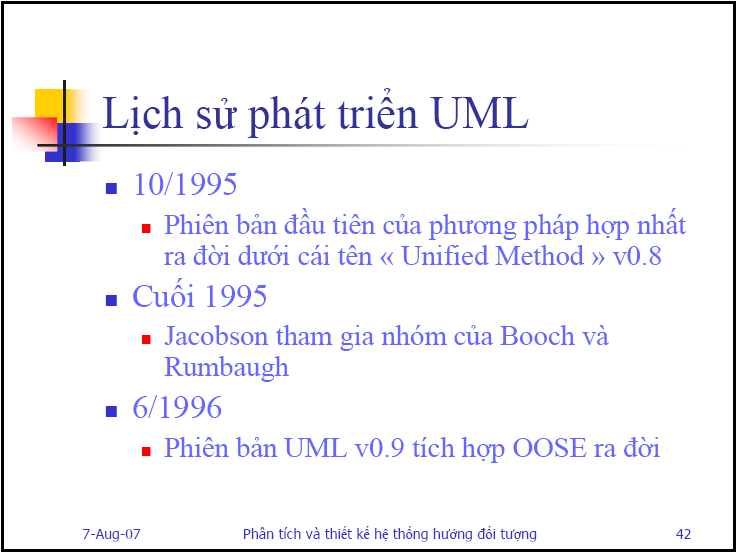 Lịch sử phát triển UML
10/1995
Phiên bản đầu tiên của phương pháp hợp nhất
ra đời dưới cái tên « Unified Method » v0.8
Cuối 1995
Jacobson tham gia nhóm của Booch và
Rumbaugh
6/1996
Phiên bản UML v0.9 tích hợp OOSE ra đời
7-Aug-07 Phân tích và thiết kế hệ thống hướng đối tượng 42